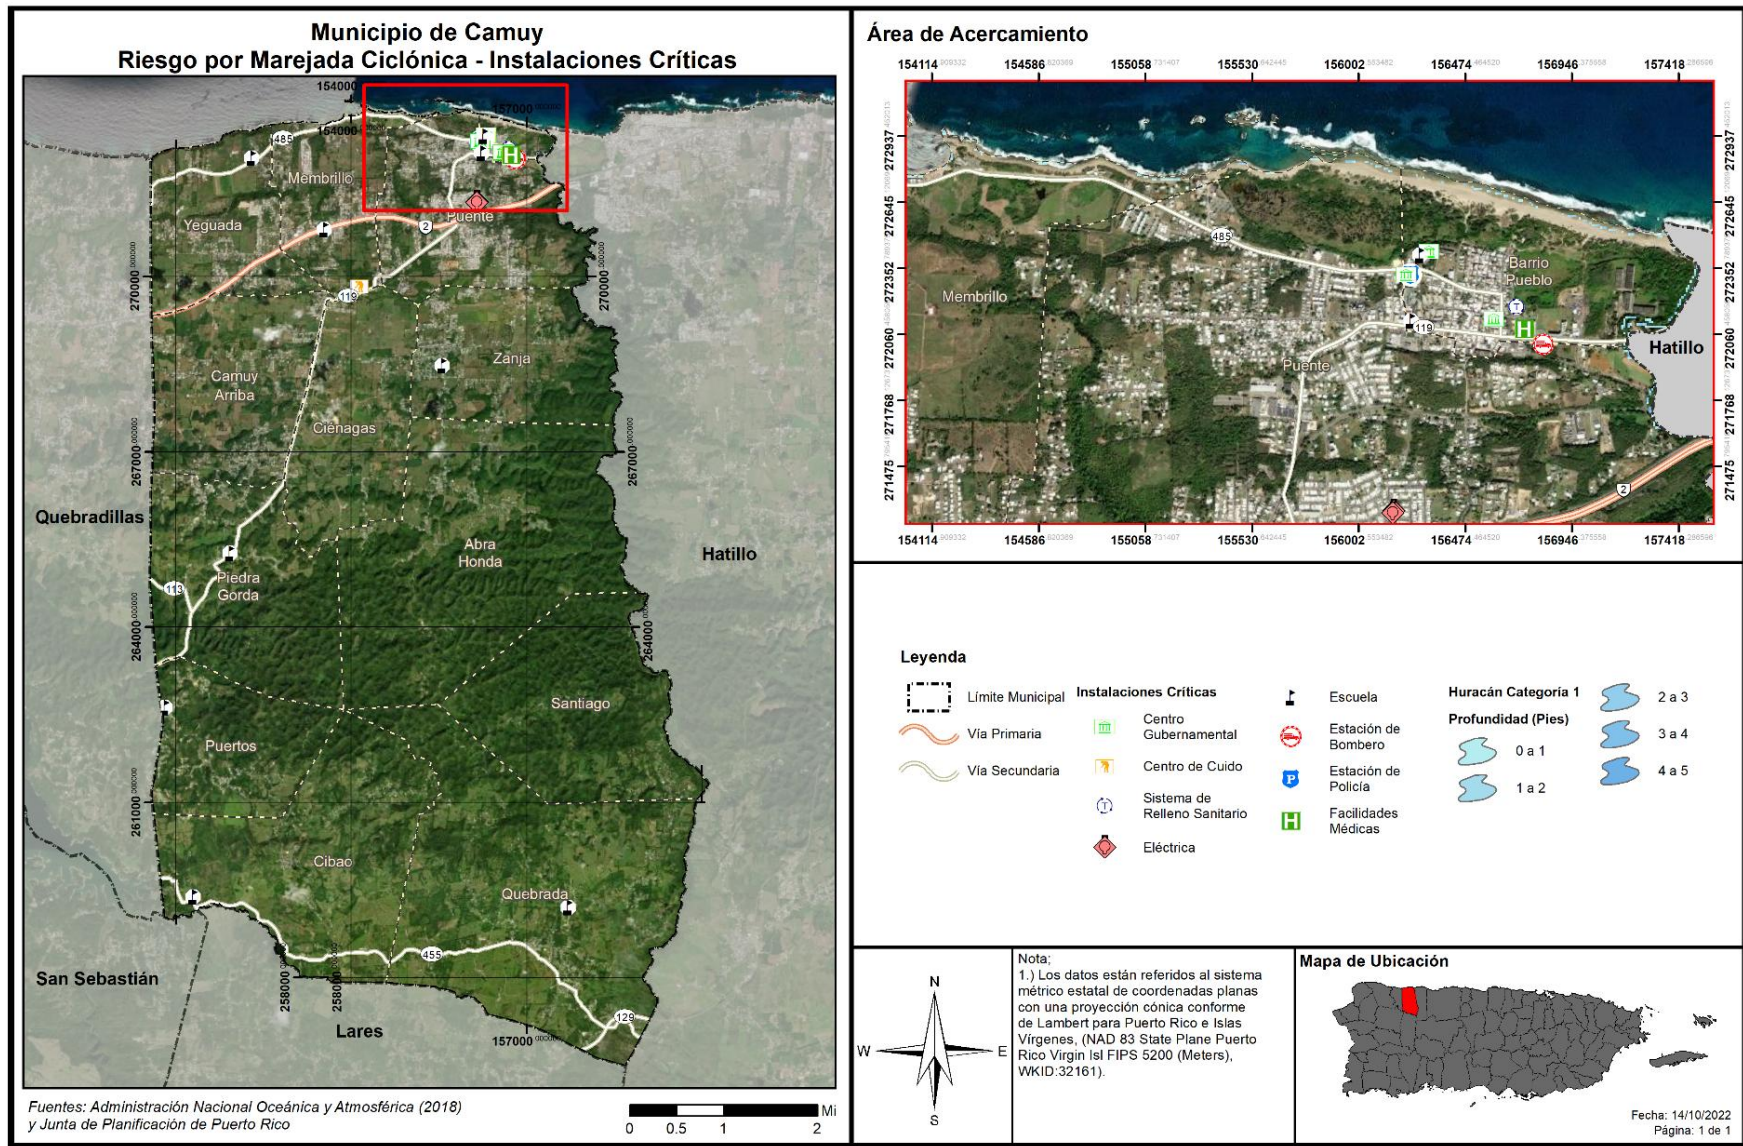 Municipio de Camuy
Riesgo por Marejada Ciclónica - Instalaciones Críticas
154000
157000
154000
485
Membrillo
Yeguada
Puente
2
270000
270000
119
Zanja
Camuy
Arriba
Ciénagas
267000
267000
Quebradillas
Abra
Honda
Hatillo
Piedra
Gorda
113
264000
264000
Santiago
Puertos
261000
Cibao
Quebrada
455
San Sebastián
258000
258000
Lares
129
157000
Fuentes: Administración Nacional Oceánica y Atmosférica (2018)
y Junta de Planificación de Puerto Rico
Mi
0 0.5 1 2
Área de Acercamiento
154114 154586 155058 155530 156002 156474 156946 157418
272937
272645
272352
272060
271768
271475
272937
272645
272352
272060
271768
271475
485
Membrillo
Barrio
Pueblo
119
Hatillo
Puente
2
154114 154586 155058 155530 156002 156474 156946 157418
Leyenda
Límite Municipal
Vía Primaria
Vía Secundaria
Instalaciones Críticas
Centro
Gubernamental
Centro de Cuido
Sistema de
Relleno Sanitario
Eléctrica
Escuela
Estación de
Bombero
Estación de
Policía
Facilidades
Médicas
Huracán Categoría 1
Profundidad (Pies)
0 a 1
1 a 2
2 a 3
3 a 4
4 a 5
N
W E
S
Nota;
1.) Los datos están referidos al sistema
métrico estatal de coordenadas planas
con una proyección cónica conforme
de Lambert para Puerto Rico e Islas
Vírgenes, (NAD 83 State Plane Puerto
Rico Virgin Isl FIPS 5200 (Meters),
WKID:32161).
Mapa de Ubicación
Fecha: 14/10/2022
Página: 1 de 1